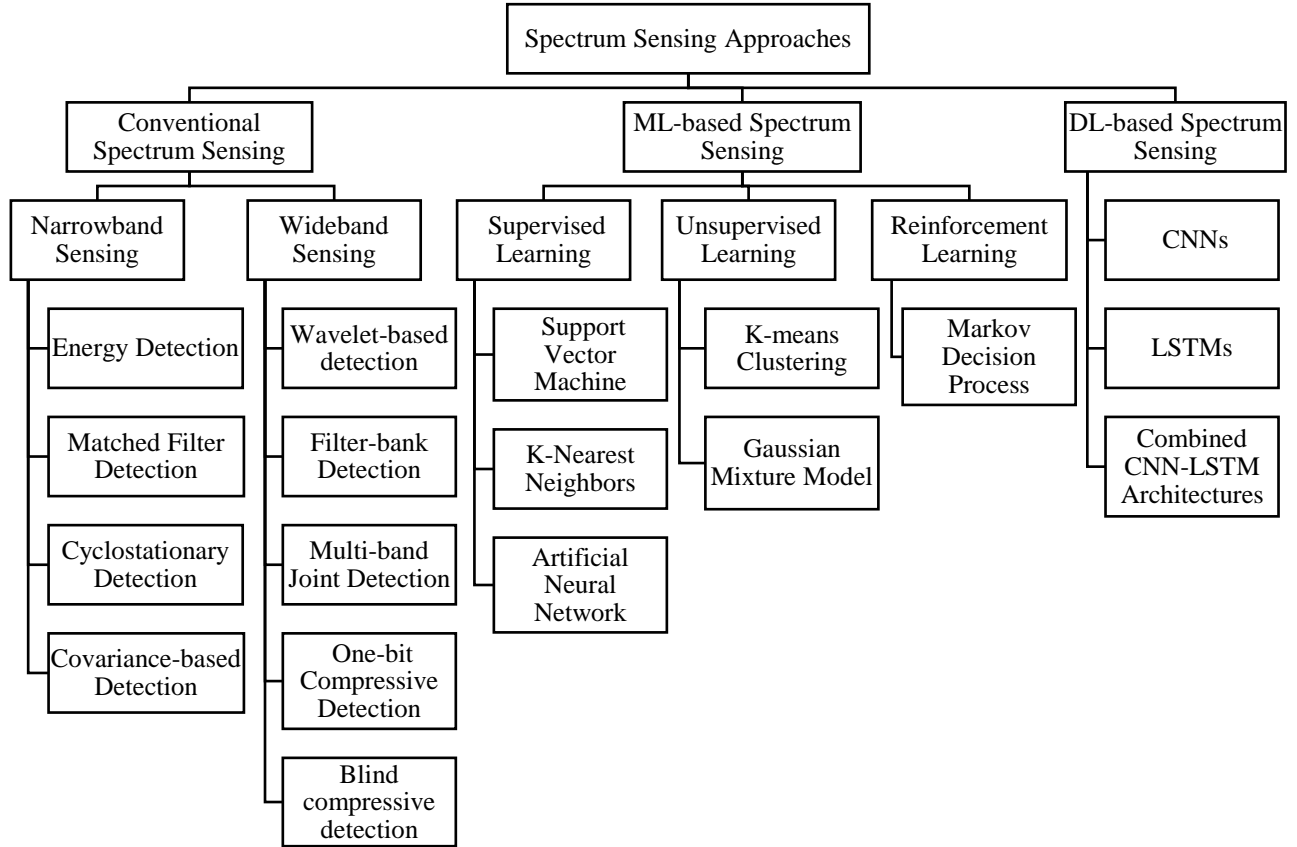 Spectrum Sensing Approaches
Conventional
Spectrum Sensing
ML-based Spectrum
Sensing
DL-based Spectrum
Sensing
Narrowband
Sensing
Wideband
Sensing
Supervised
Learning
Unsupervised
Learning
Reinforcement
Learning
Energy Detection
Matched Filter
Detection
Cyclostationary
Detection
Covariance-based
Detection
Wavelet-based
detection
Filter-bank
Detection
Multi-band
Joint Detection
One-bit
Compressive
Detection
Blind
compressive
detection
Support
Vector
Machine
K-Nearest
Neighbors
Artificial
Neural
Network
K-means
Clustering
Gaussian
Mixture Model
Markov
Decision
Process
CNNs
LSTMs
Combined
CNN-LSTM
Architectures